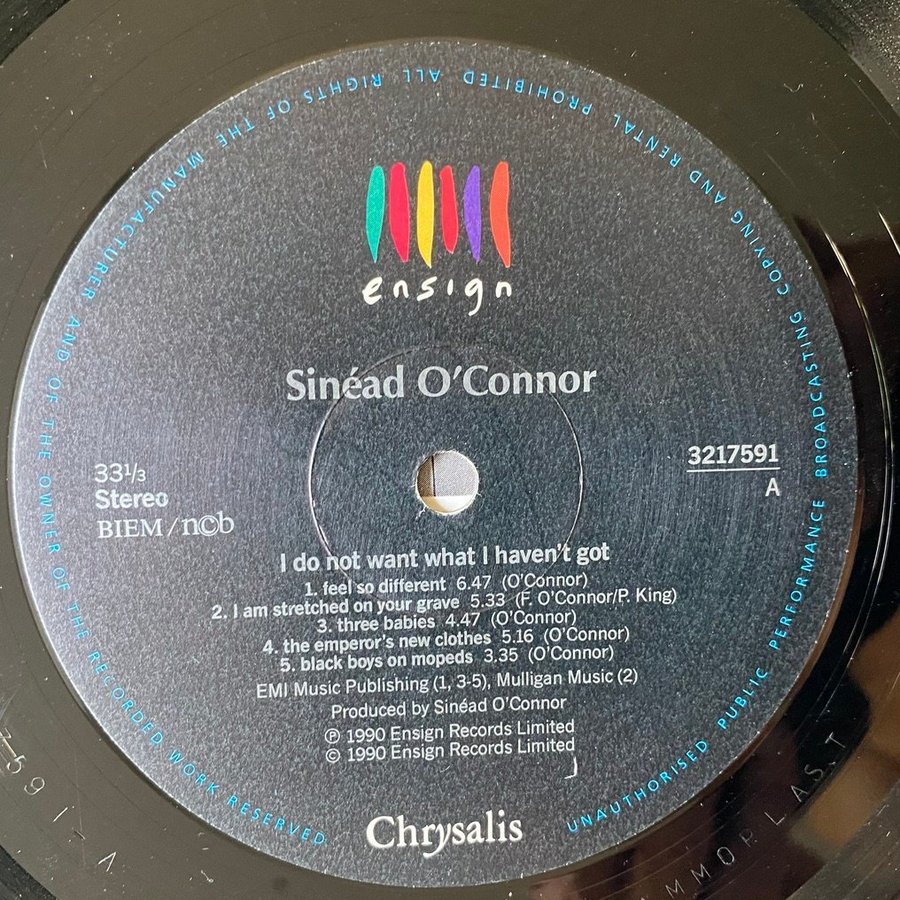 ensign
Sinéad O'Connor
33⅓
Stereo
BIEM/n©b
3217591
A
I do not want what I haven't got
1. feel so different 6.47 (O'Connor)
2. I am stretched on your grave 5.33 (F. O'Connor/P. King)
3. three babies 4.47 (O'Connor)
4. the emperor's new clothes 5.16 (O'Connor)
5. black boys on mopeds 3.35 (O'Connor)
EMI Music Publishing (1, 3-5), Mulligan Music (2)
Produced by Sinéad O'Connor
℗ 1990 Ensign Records Limited
© 1990 Ensign Records Limited
Chrysalis
ALL RIGHTS OF THE MANUFACTURER AND OF THE OWNER OF THE RECORDED WORK RESERVED
UNAUTHORISED PUBLIC PERFORMANCE BROADCASTING COPYING AND RENTAL PROHIBITED